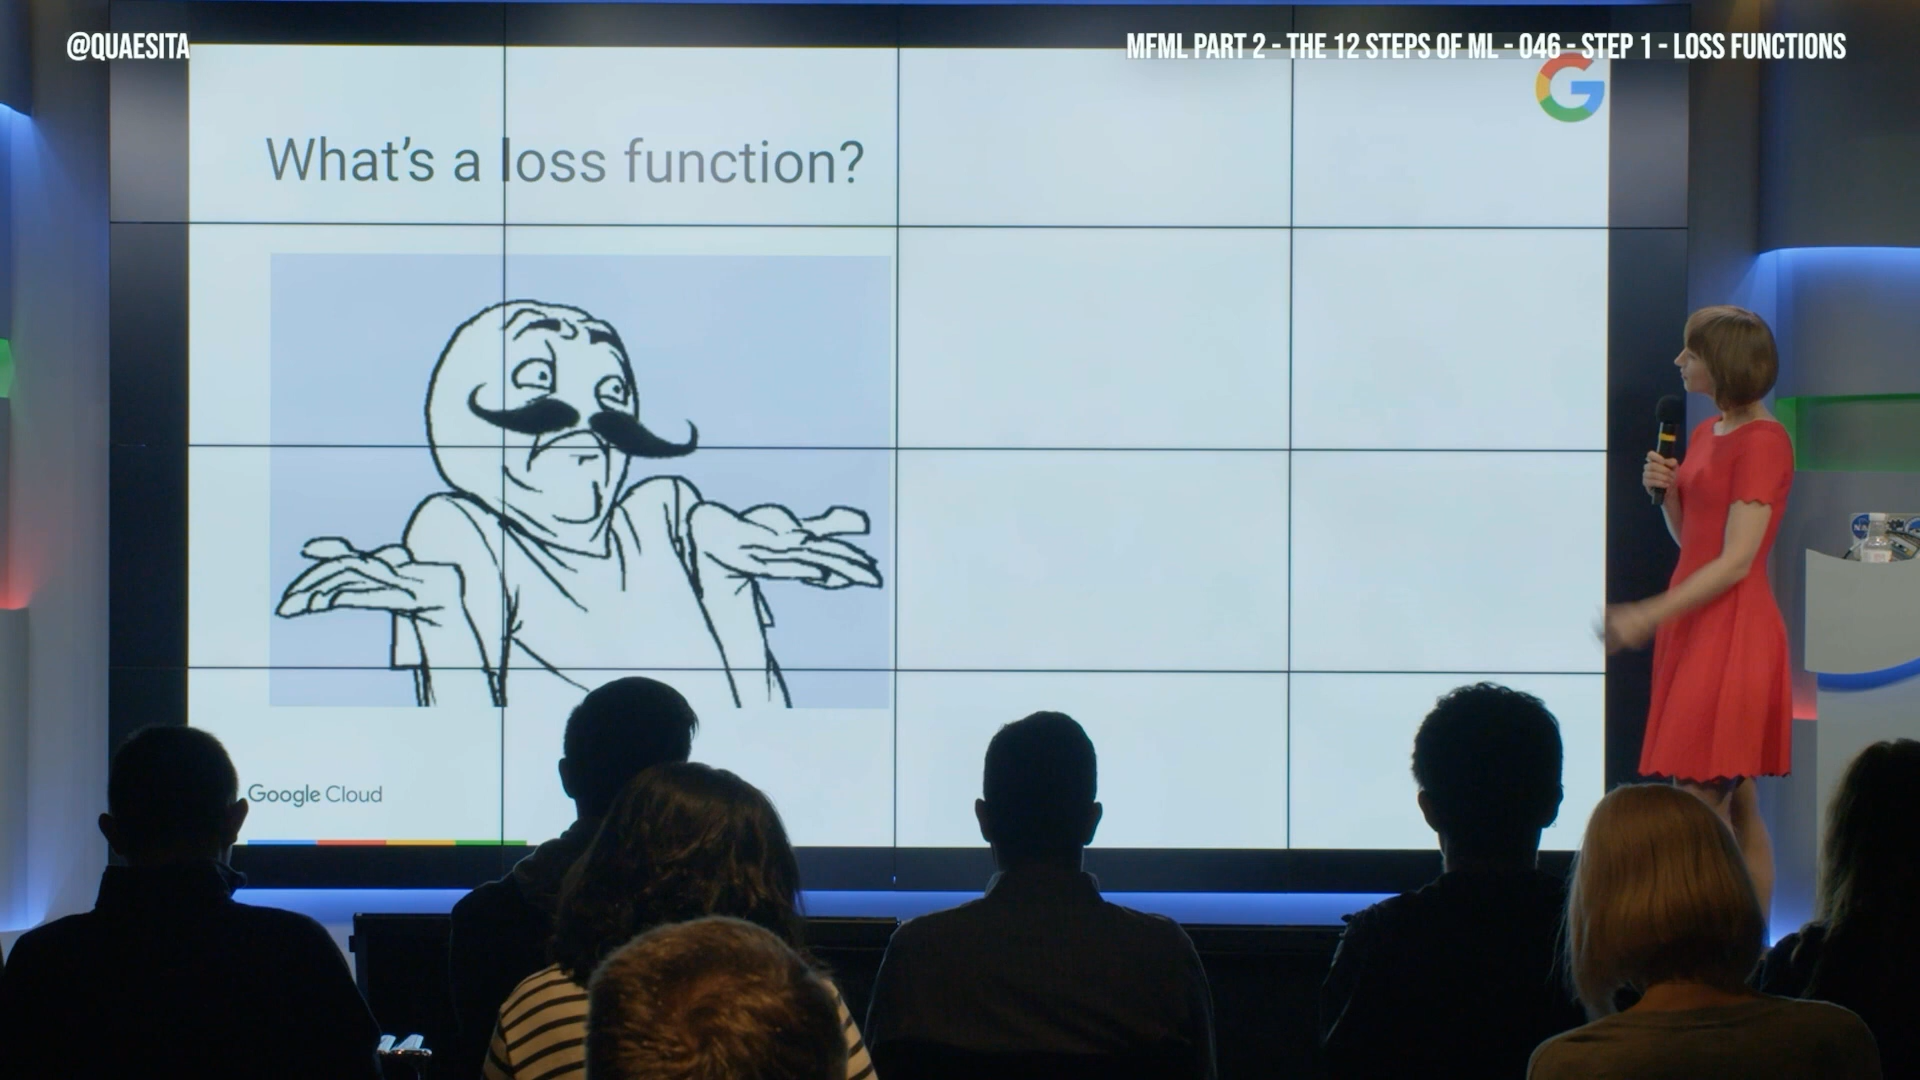 @QUAESITA
MFML PART 2 - THE 12 STEPS OF ML - 046 - STEP 1 - LOSS FUNCTIONS
G
What's a loss function?
Google Cloud